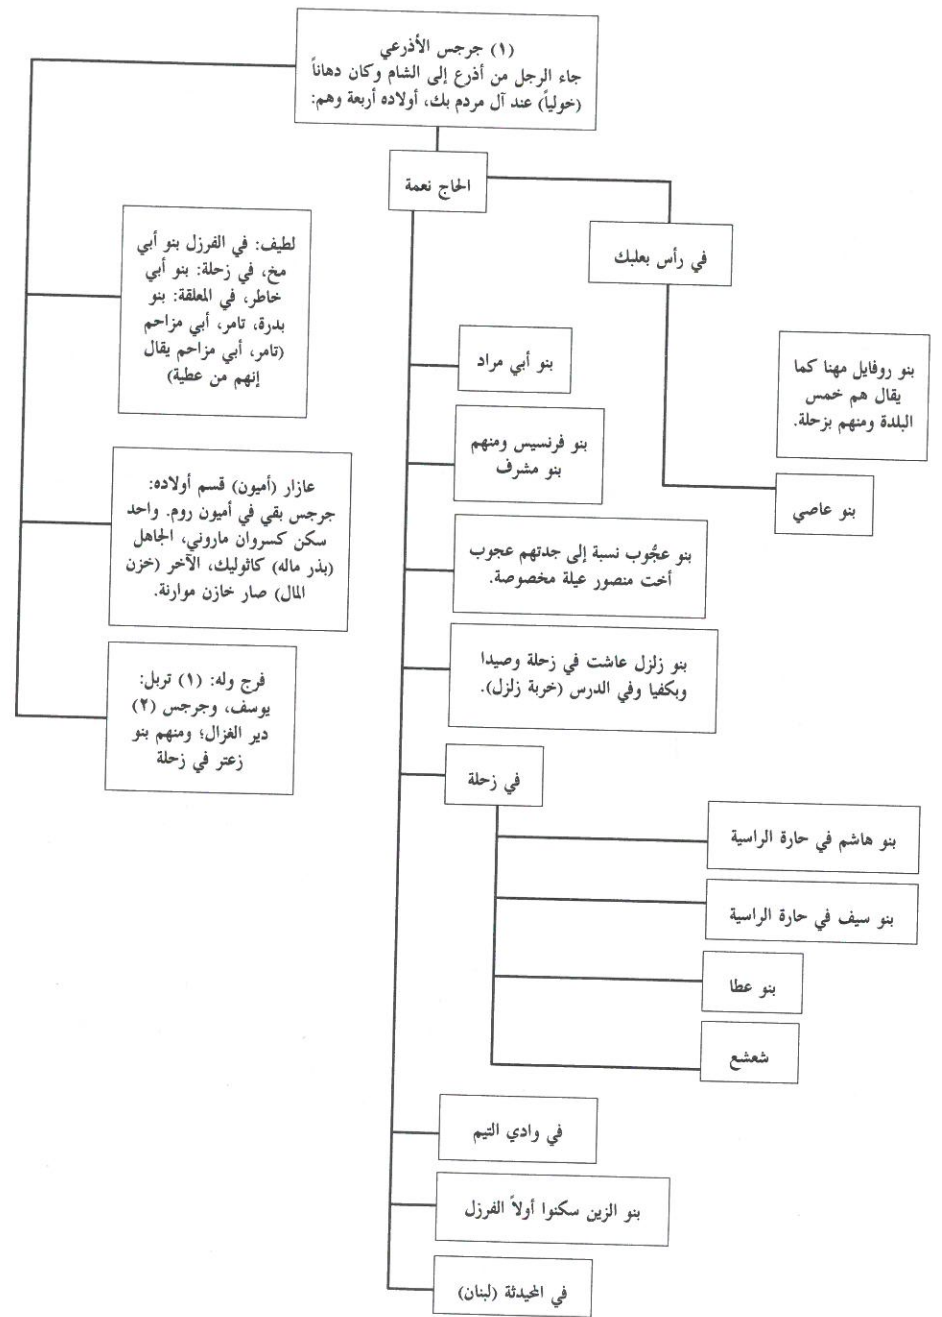 (١) جرجس الأذرعي
جاء الرجل من أذرع إلى الشام وكان دهاناً
(خولياً) عند آل مردم بك، أولاده أربعة وهم:
الحاج نعمة
في رأس بعلبك
بنو روفايل مهنا كما
يقال هم خمس
البلدة ومنهم بزحلة.
بنو عاصي
بنو أبي مراد
بنو فرنسيس ومنهم
بنو مشرف
بنو عجُّوب نسبة إلى جدتهم عجوب
أخت منصور عيلة مخصوصة.
بنو زلزل عاشت في زحلة وصيدا
وبكفيا وفي الدرس (خربة زلزل).
في زحلة
بنو هاشم في حارة الراسية
بنو سيف في حارة الراسية
بنو عطا
شعشع
في وادي التيم
بنو الزين سكنوا أولاً الفرزل
في المحيدثة (لبنان)
لطيف: في الفرزل بنو أبي
مخ، في زحلة: بنو أبي
خاطر، في المعلقة: بنو
بدرة، تامر، أبي مزاحم
(تامر، أبي مزاحم يقال
إنهم من عطية)
عازار (أميون) قسم أولاده:
جرجس بقي في أميون روم. واحد
سكن كسروان ماروني، الجاهل
(بذر ماله) كاثوليك، الآخر (خزن
المال) صار خازن موارنة.
فرج وله: (١) تربل:
يوسف، وجرجس (٢)
دير الغزال؛ ومنهم بنو
زعتر في زحلة